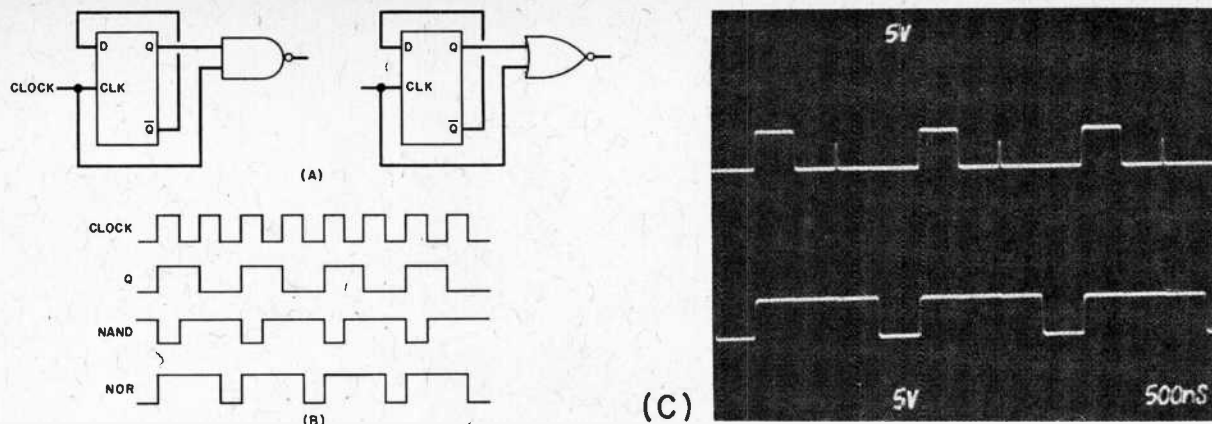 D Q
CLOCK CLK
Q
D Q
CLK
Q
(A)
CLOCK
Q
NAND
NOR
(B)
(C)
5V
5V 500nS